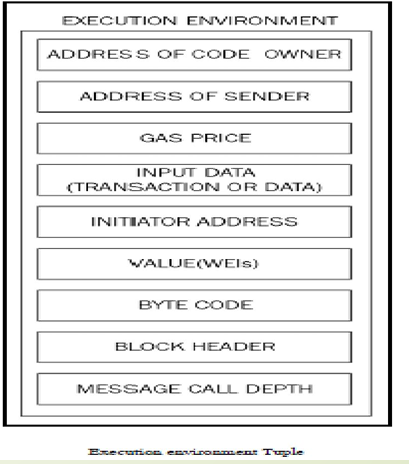 EXECUTION ENVIRONMENT
ADDRESS OF CODE OWNER
ADDRESS OF SENDER
GAS PRICE
INPUT DATA
(TRANSACTION OR DATA)
INITIATOR ADDRESS
VALUE(WEIs)
BYTE CODE
BLOCK HEADER
MESSAGE CALL DEPTH
Execution environment Tuple